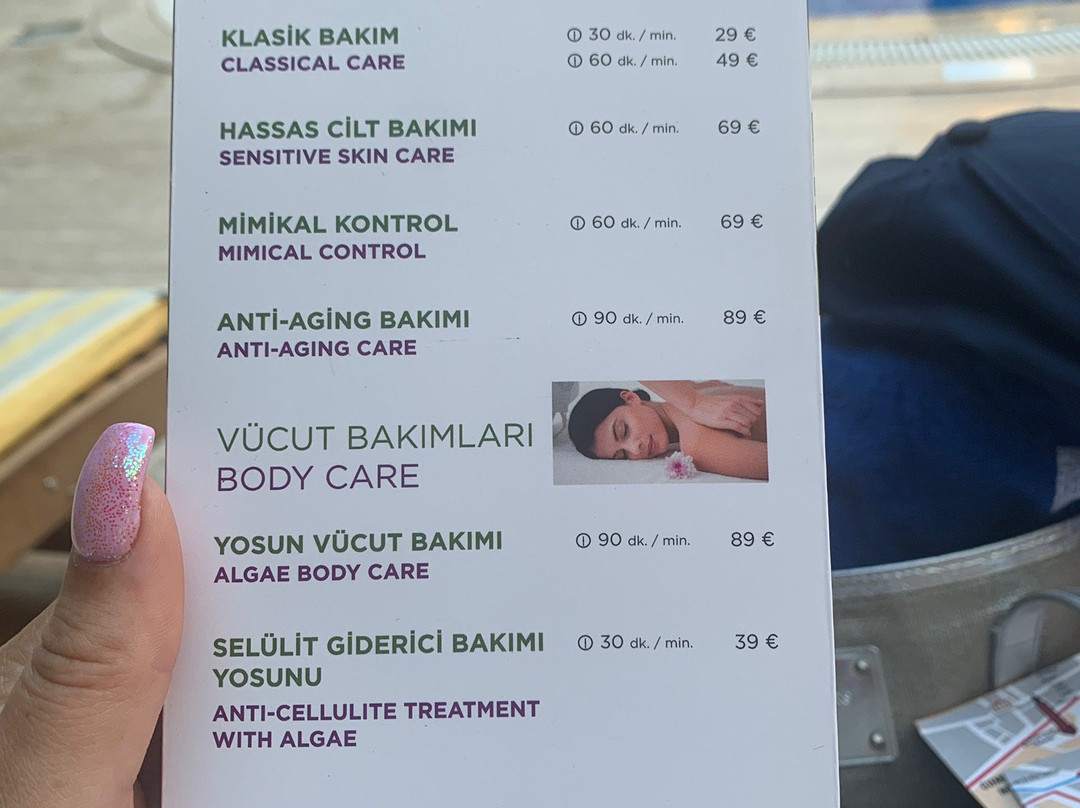 KLASİK BAKIM 30 dk. / min. 29 €
CLASSICAL CARE 60 dk. / min. 49 €
HASSAS CİLT BAKIMI 60 dk. / min. 69 €
SENSITIVE SKIN CARE
MİMİKAL KONTROL 60 dk. / min. 69 €
MIMICAL CONTROL
ANTİ-AGİNG BAKIMI 90 dk. / min. 89 €
ANTI-AGING CARE
VÜCUT BAKIMLARI
BODY CARE
YOSUN VÜCUT BAKIMI 90 dk. / min. 89 €
ALGAE BODY CARE
SELÜLİT GİDERİCİ BAKIMI 30 dk. / min. 39 €
YOSUNU
ANTI-CELLULITE TREATMENT
WITH ALGAE